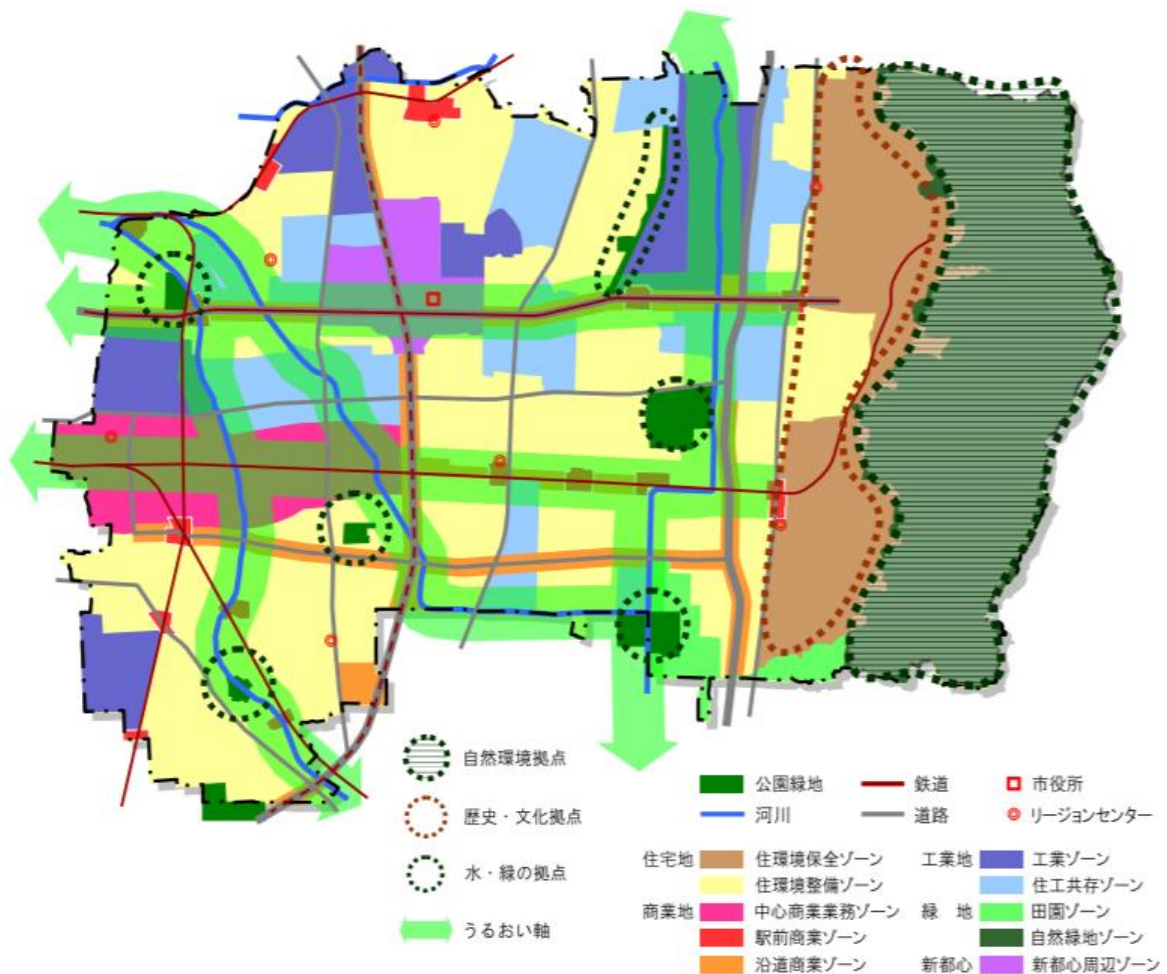 自然環境拠点
歴史・文化拠点
水・緑の拠点
うるおい軸
公園緑地
鉄道
市役所
河川
道路
リージョンセンター
住宅地 住環境保全ゾーン
住環境整備ゾーン
商業地 中心商業業務ゾーン
駅前商業ゾーン
沿道商業ゾーン
工業地 工業ゾーン
住工共存ゾーン
緑 地 田園ゾーン
自然緑地ゾーン
新都心 新都心周辺ゾーン